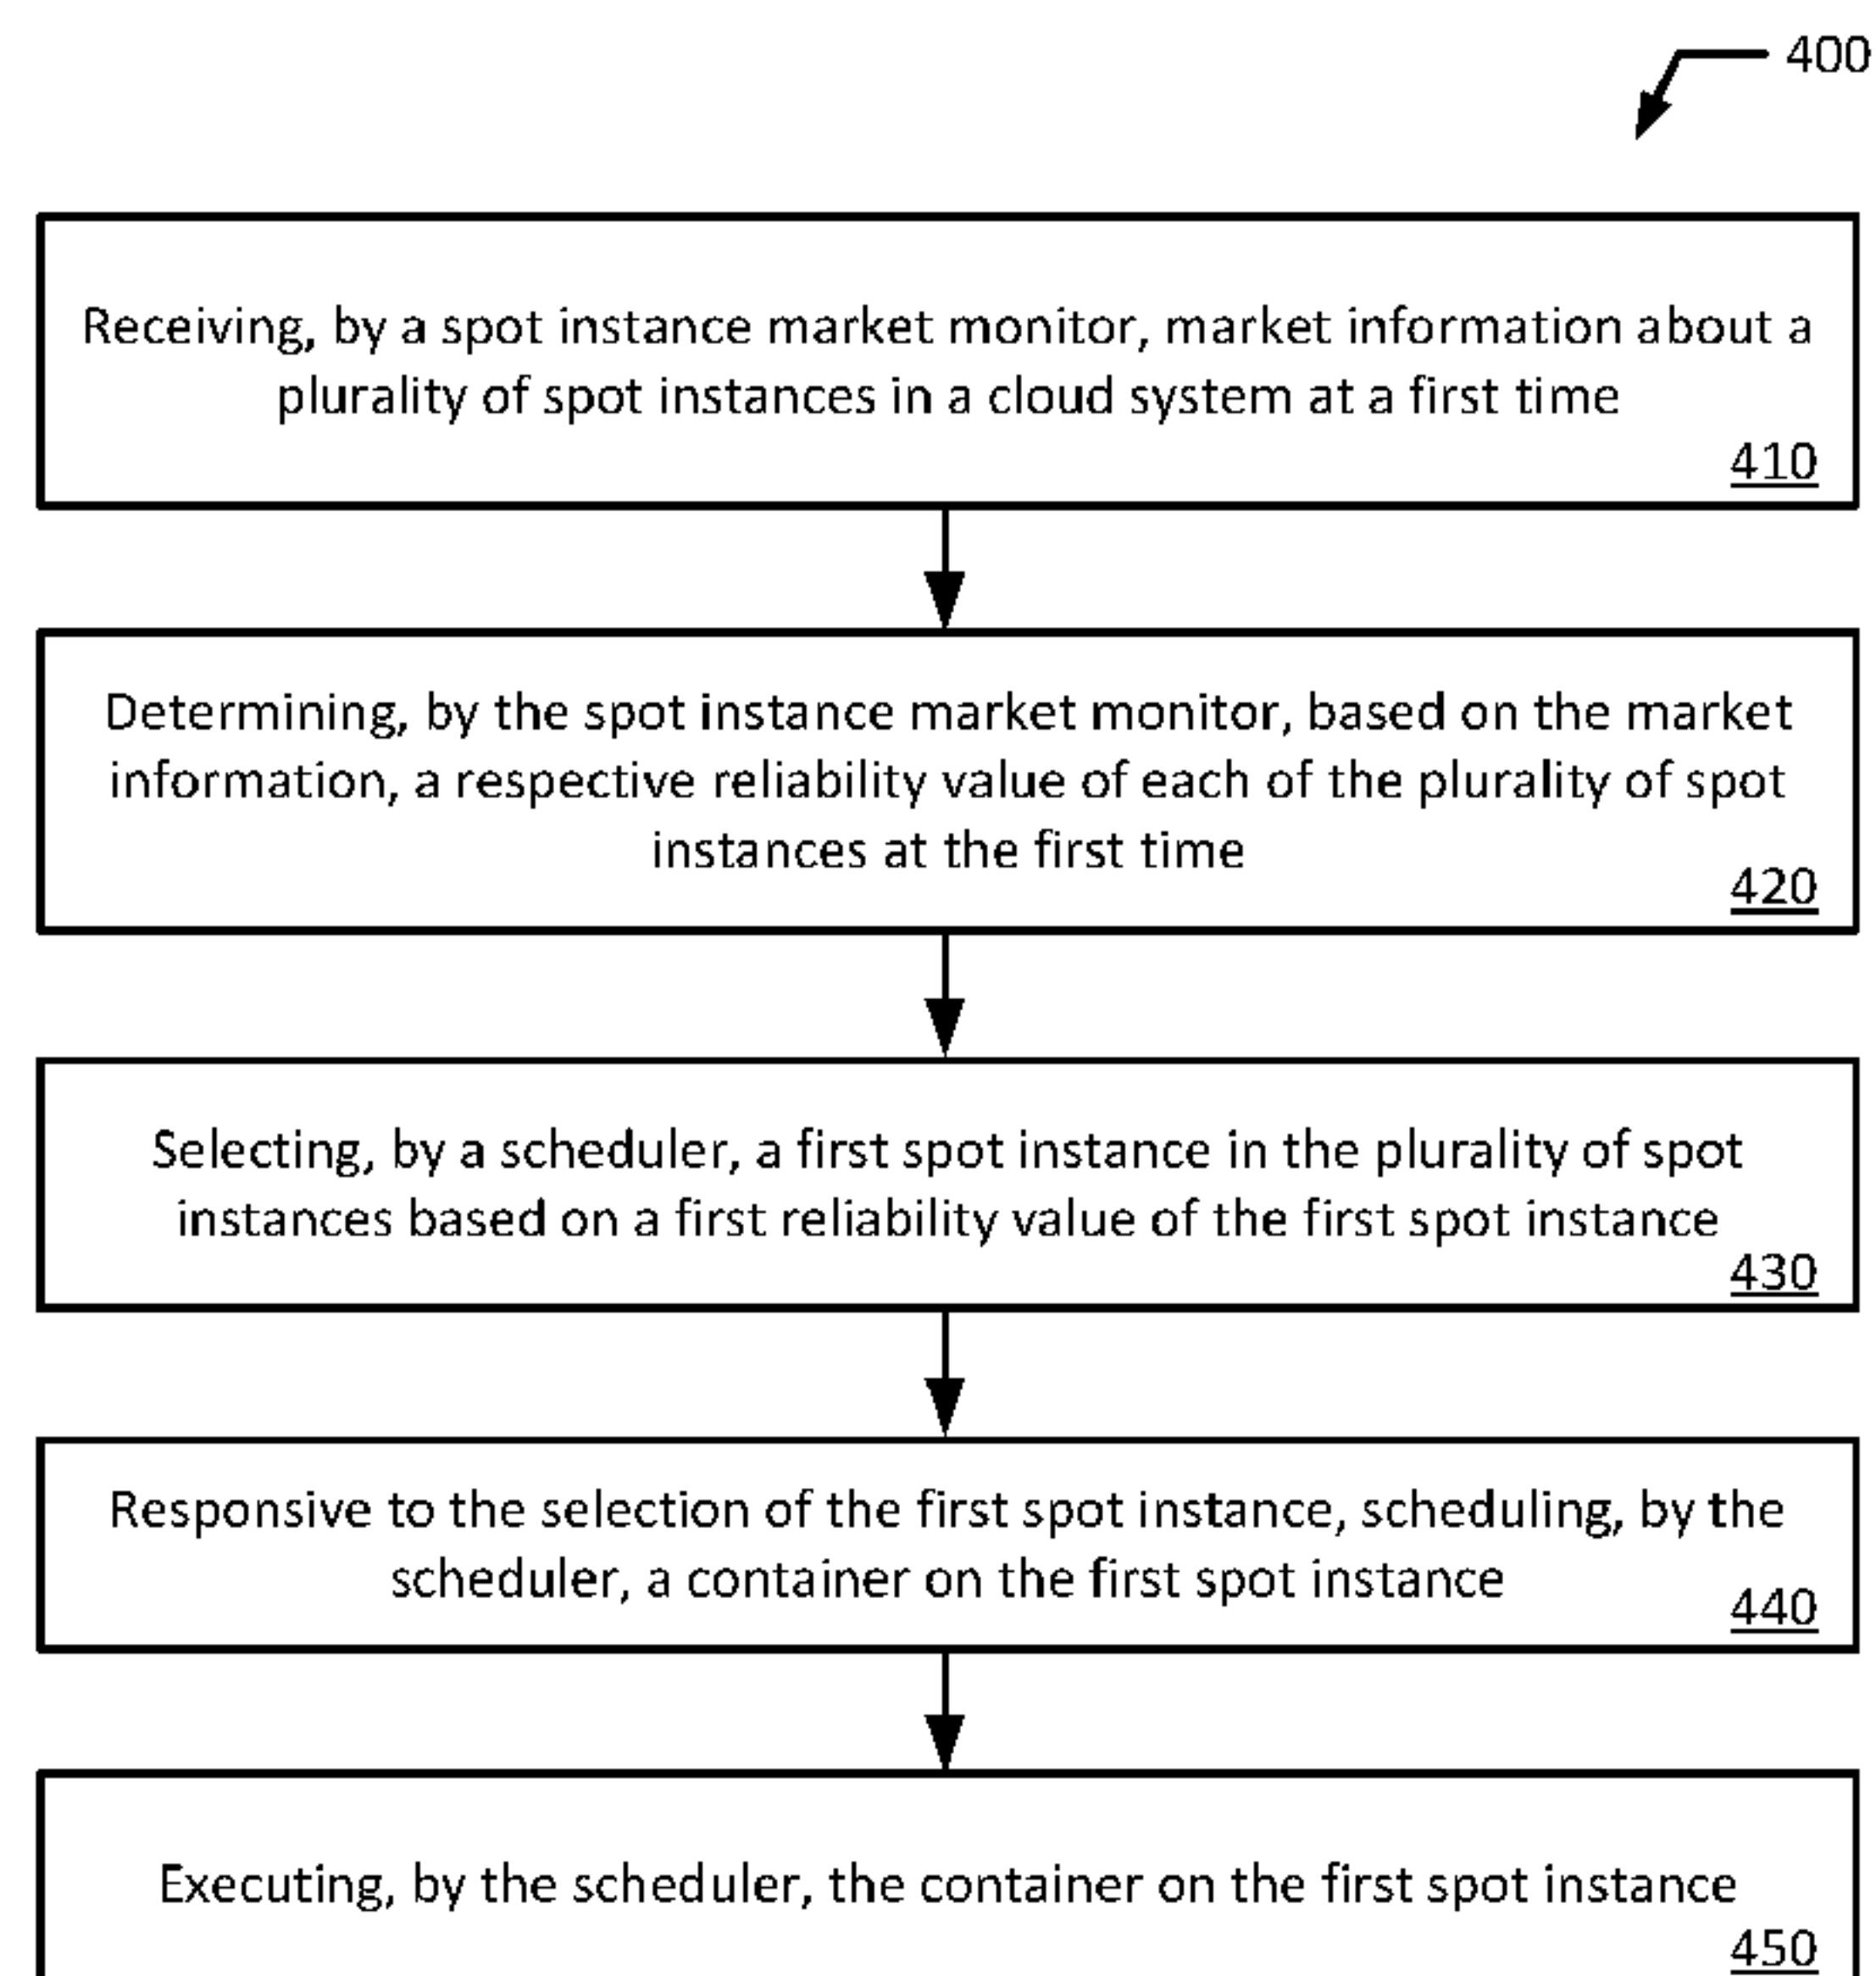 400
Receiving, by a spot instance market monitor, market information about a
plurality of spot instances in a cloud system at a first time
410
Determining, by the spot instance market monitor, based on the market
information, a respective reliability value of each of the plurality of spot
instances at the first time
420
Selecting, by a scheduler, a first spot instance in the plurality of spot
instances based on a first reliability value of the first spot instance
430
Responsive to the selection of the first spot instance, scheduling, by the
scheduler, a container on the first spot instance
440
Executing, by the scheduler, the container on the first spot instance
450